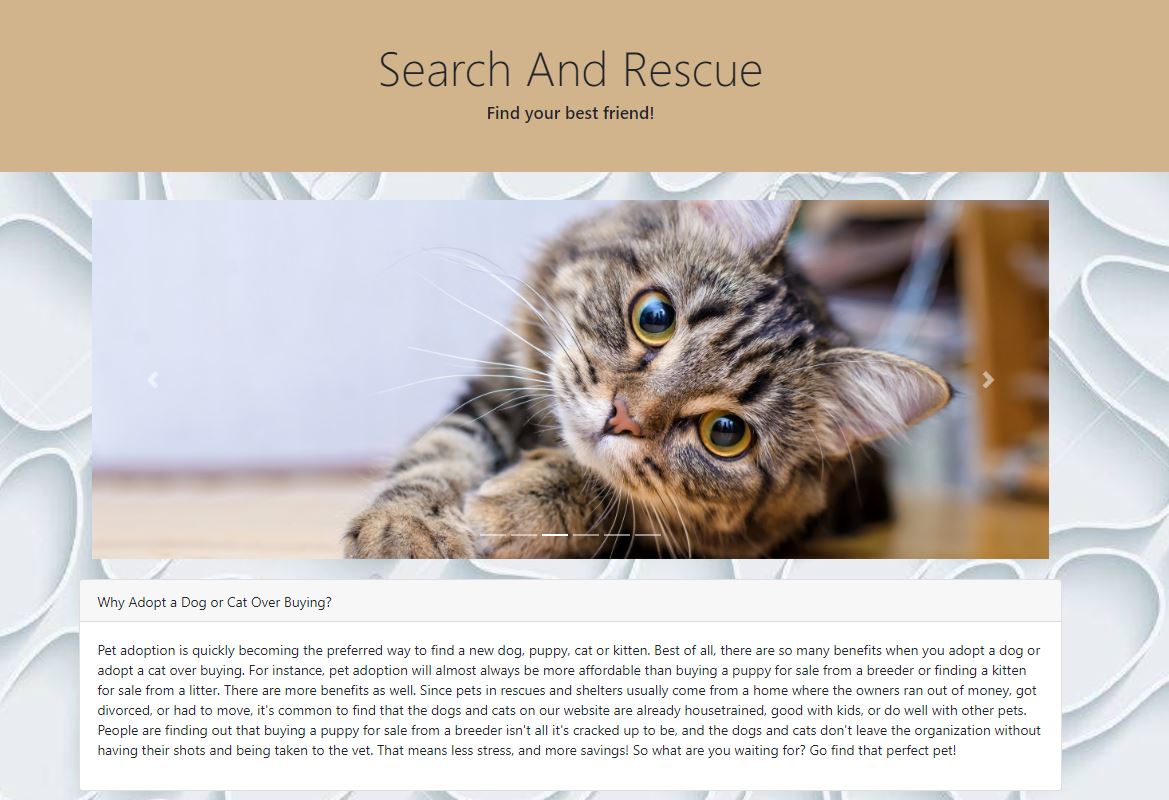 Search And Rescue
Find your best friend!
Why Adopt a Dog or Cat Over Buying?
Pet adoption is quickly becoming the preferred way to find a new dog, puppy, cat or kitten. Best of all, there are so many benefits when you adopt a dog or
adopt a cat over buying. For instance, pet adoption will almost always be more affordable than buying a puppy for sale from a breeder or finding a kitten
for sale from a litter. There are more benefits as well. Since pets in rescues and shelters usually come from a home where the owners ran out of money, got
divorced, or had to move, it's common to find that the dogs and cats on our website are already housetrained, good with kids, or do well with other pets.
People are finding out that buying a puppy for sale from a breeder isn't all it's cracked up to be, and the dogs and cats don't leave the organization without
having their shots and being taken to the vet. That means less stress, and more savings! So what are you waiting for? Go find that perfect pet!